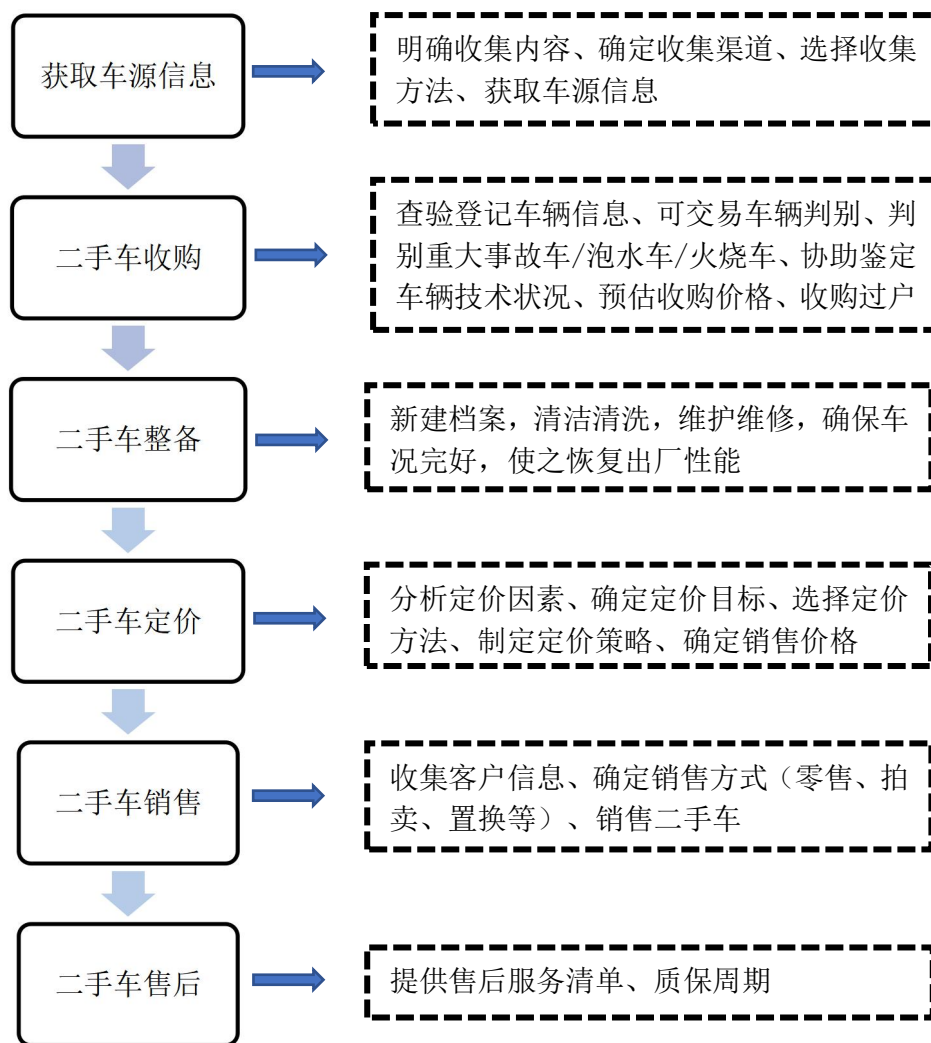 获取车源信息
明确收集内容、确定收集渠道、选择收集
方法、获取车源信息
二手车收购
查验登记车辆信息、可交易车辆判别、判
别重大事故车/泡水车/火烧车、协助鉴定
车辆技术状况、预估收购价格、收购过户
二手车整备
新建档案，清洁清洗，维护维修，确保车
况完好，使之恢复出厂性能
二手车定价
分析定价因素、确定定价目标、选择定价
方法、制定定价策略、确定销售价格
二手车销售
收集客户信息、确定销售方式（零售、拍
卖、置换等）、销售二手车
二手车售后
提供售后服务清单、质保周期